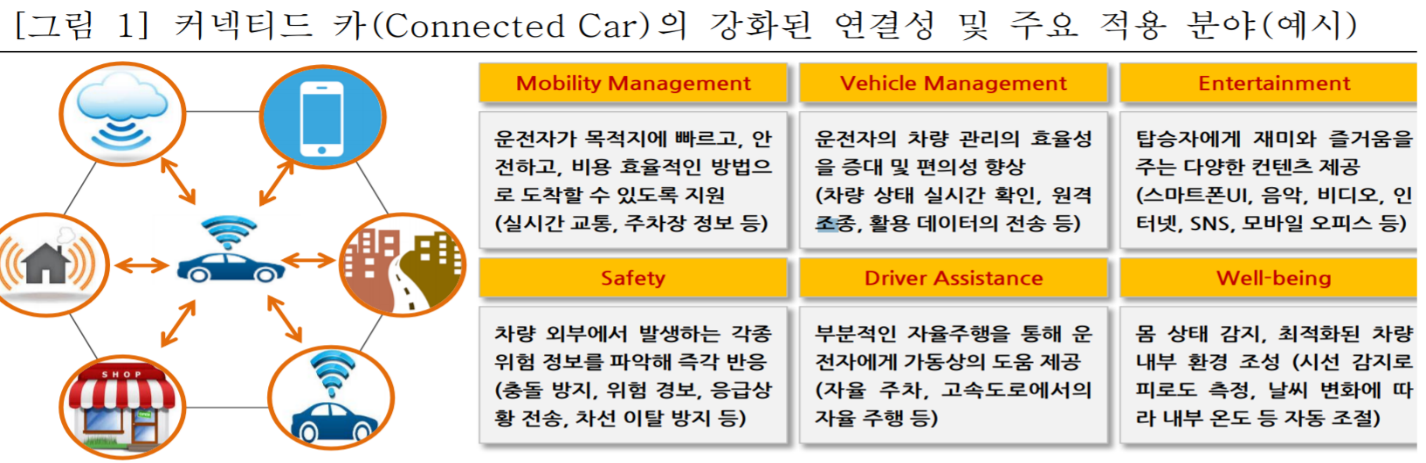 [그림 1] 커넥티드 카(Connected Car)의 강화된 연결성 및 주요 적용 분야(예시)
SHOP
Mobility Management
운전자가 목적지에 빠르고, 안
전하고, 비용 효율적인 방법으
로 도착할 수 있도록 지원
(실시간 교통, 주차장 정보 등)
Vehicle Management
운전자의 차량 관리의 효율성
을 증대 및 편의성 향상
(차량 상태 실시간 확인, 원격
조종, 활용 데이터의 전송 등)
Entertainment
탑승자에게 재미와 즐거움을
주는 다양한 컨텐츠 제공
(스마트폰UI, 음악, 비디오, 인
터넷, SNS, 모바일 오피스 등)
Safety
차량 외부에서 발생하는 각종
위험 정보를 파악해 즉각 반응
(충돌 방지, 위험 경보, 응급상
황 전송, 차선 이탈 방지 등)
Driver Assistance
부분적인 자율주행을 통해 운
전자에게 가동상의 도움 제공
(자율 주차, 고속도로에서의
자율 주행 등)
Well-being
몸 상태 감지, 최적화된 차량
내부 환경 조성 (시선 감지로
피로도 측정, 날씨 변화에 따
라 내부 온도 등 자동 조절)